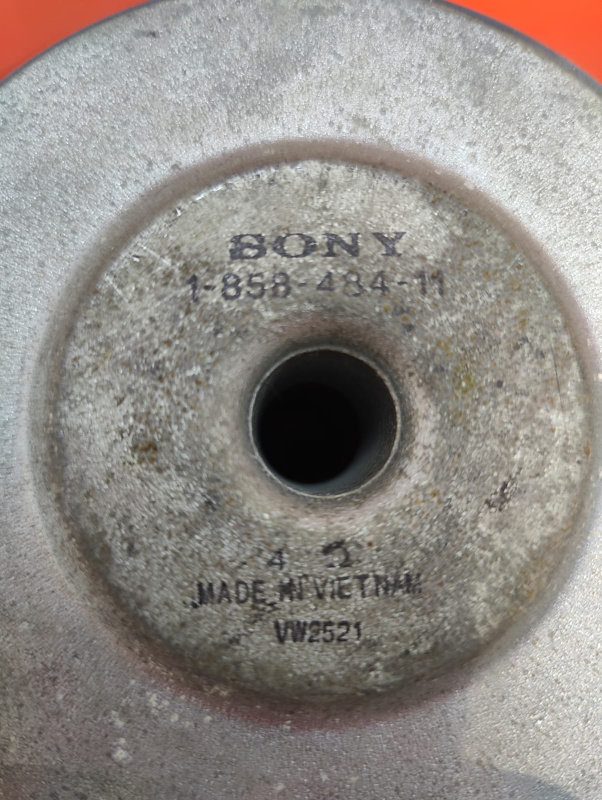 SONY
1-858-484-11
4 Ω
MADE IN VIETNAM
VW2521